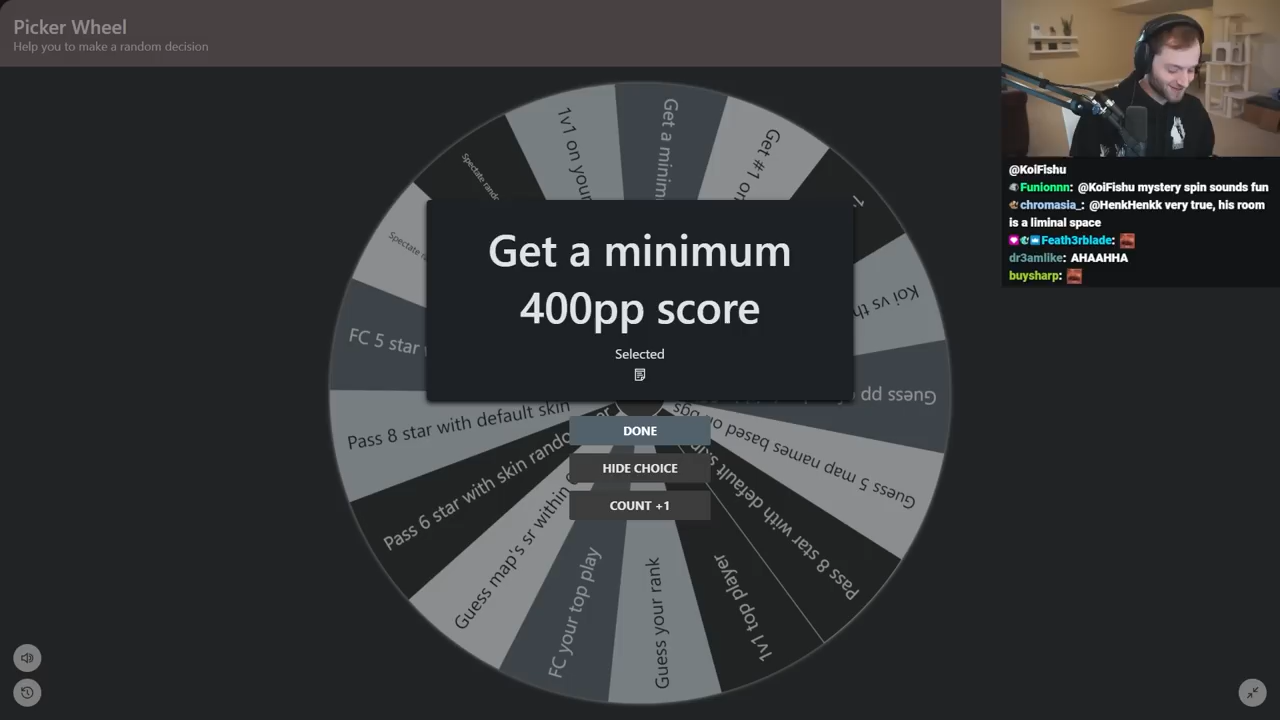 Picker Wheel
Help you to make a random decision
@KoiFishu
Funionnn: @KoiFishu mystery spin sounds fun
chromasia_: @HenkHenkk very true, his room
is a liminal space
Feath3rblade:
dr3amlike: AHAAHHA
buysharp:
Get a minimum
400pp score
Selected
DONE
HIDE CHOICE
COUNT +1
Spectate
1v1 on your
Get a
Get #1 on
Koi vs
Guess pp
Guess 5 map names based on bgs
Pass 8 star with default
1v1 top player
Guess your rank
FC your top play
Guess map's sr within
Pass 6 star with skin
Pass 8 star with default skin
FC 5 star
Spectate